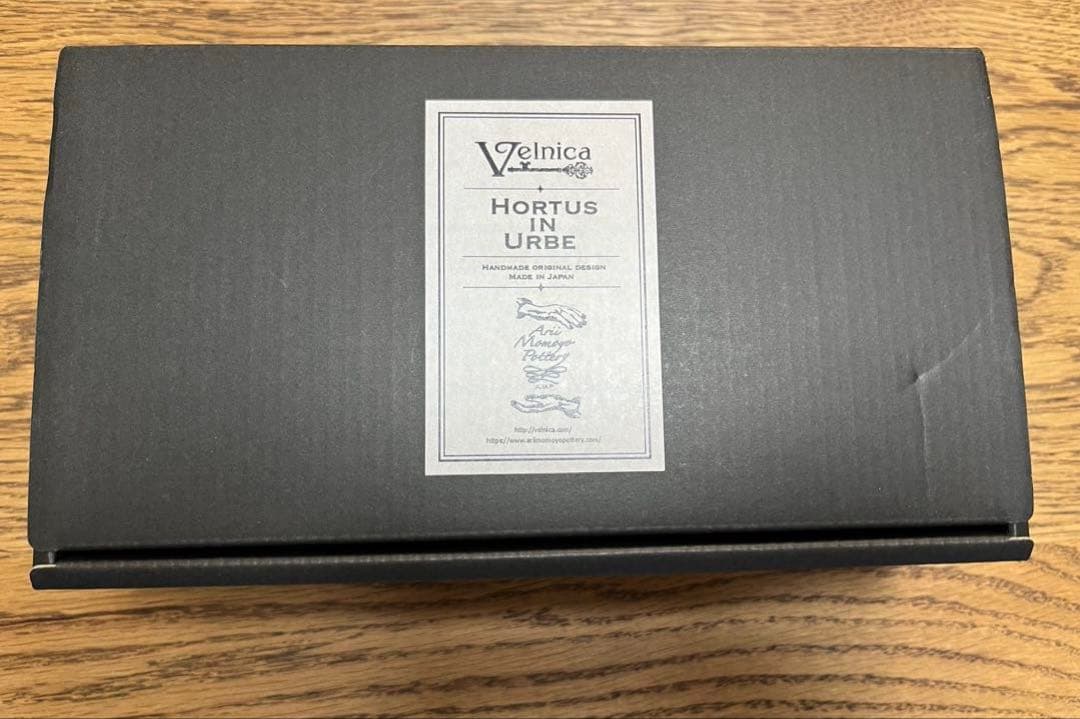 Velnica
HORTUS
IN
URBE
HANDMADE ORIGINAL DESIGN
MADE IN JAPAN
Arii
Momoyo
Pottery
http://velnica.com/
https://www.ariimomoyopottery.com/